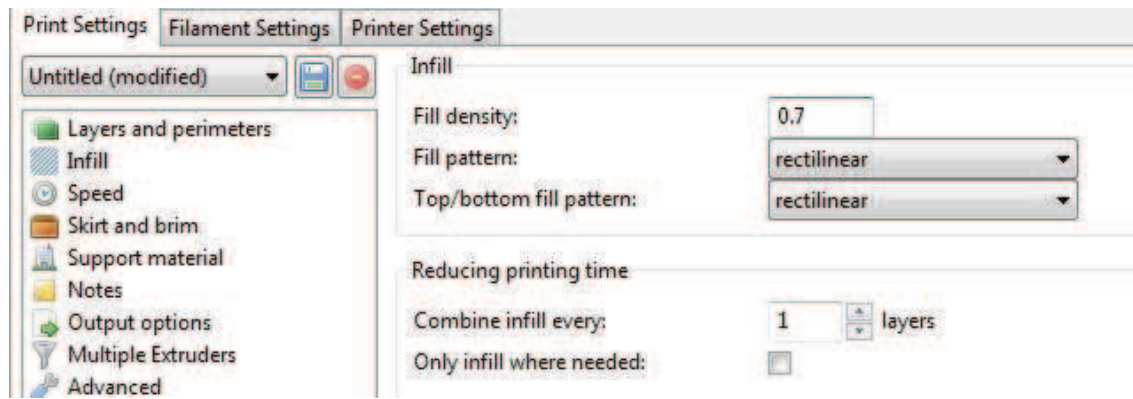 Print Settings Filament Settings Printer Settings
Untitled (modified)
Layers and perimeters
Infill
Speed
Skirt and brim
Support material
Notes
Output options
Multiple Extruders
Advanced
Infill
Fill density: 0.7
Fill pattern: rectilinear
Top/bottom fill pattern: rectilinear
Reducing printing time
Combine infill every: 1 layers
Only infill where needed: